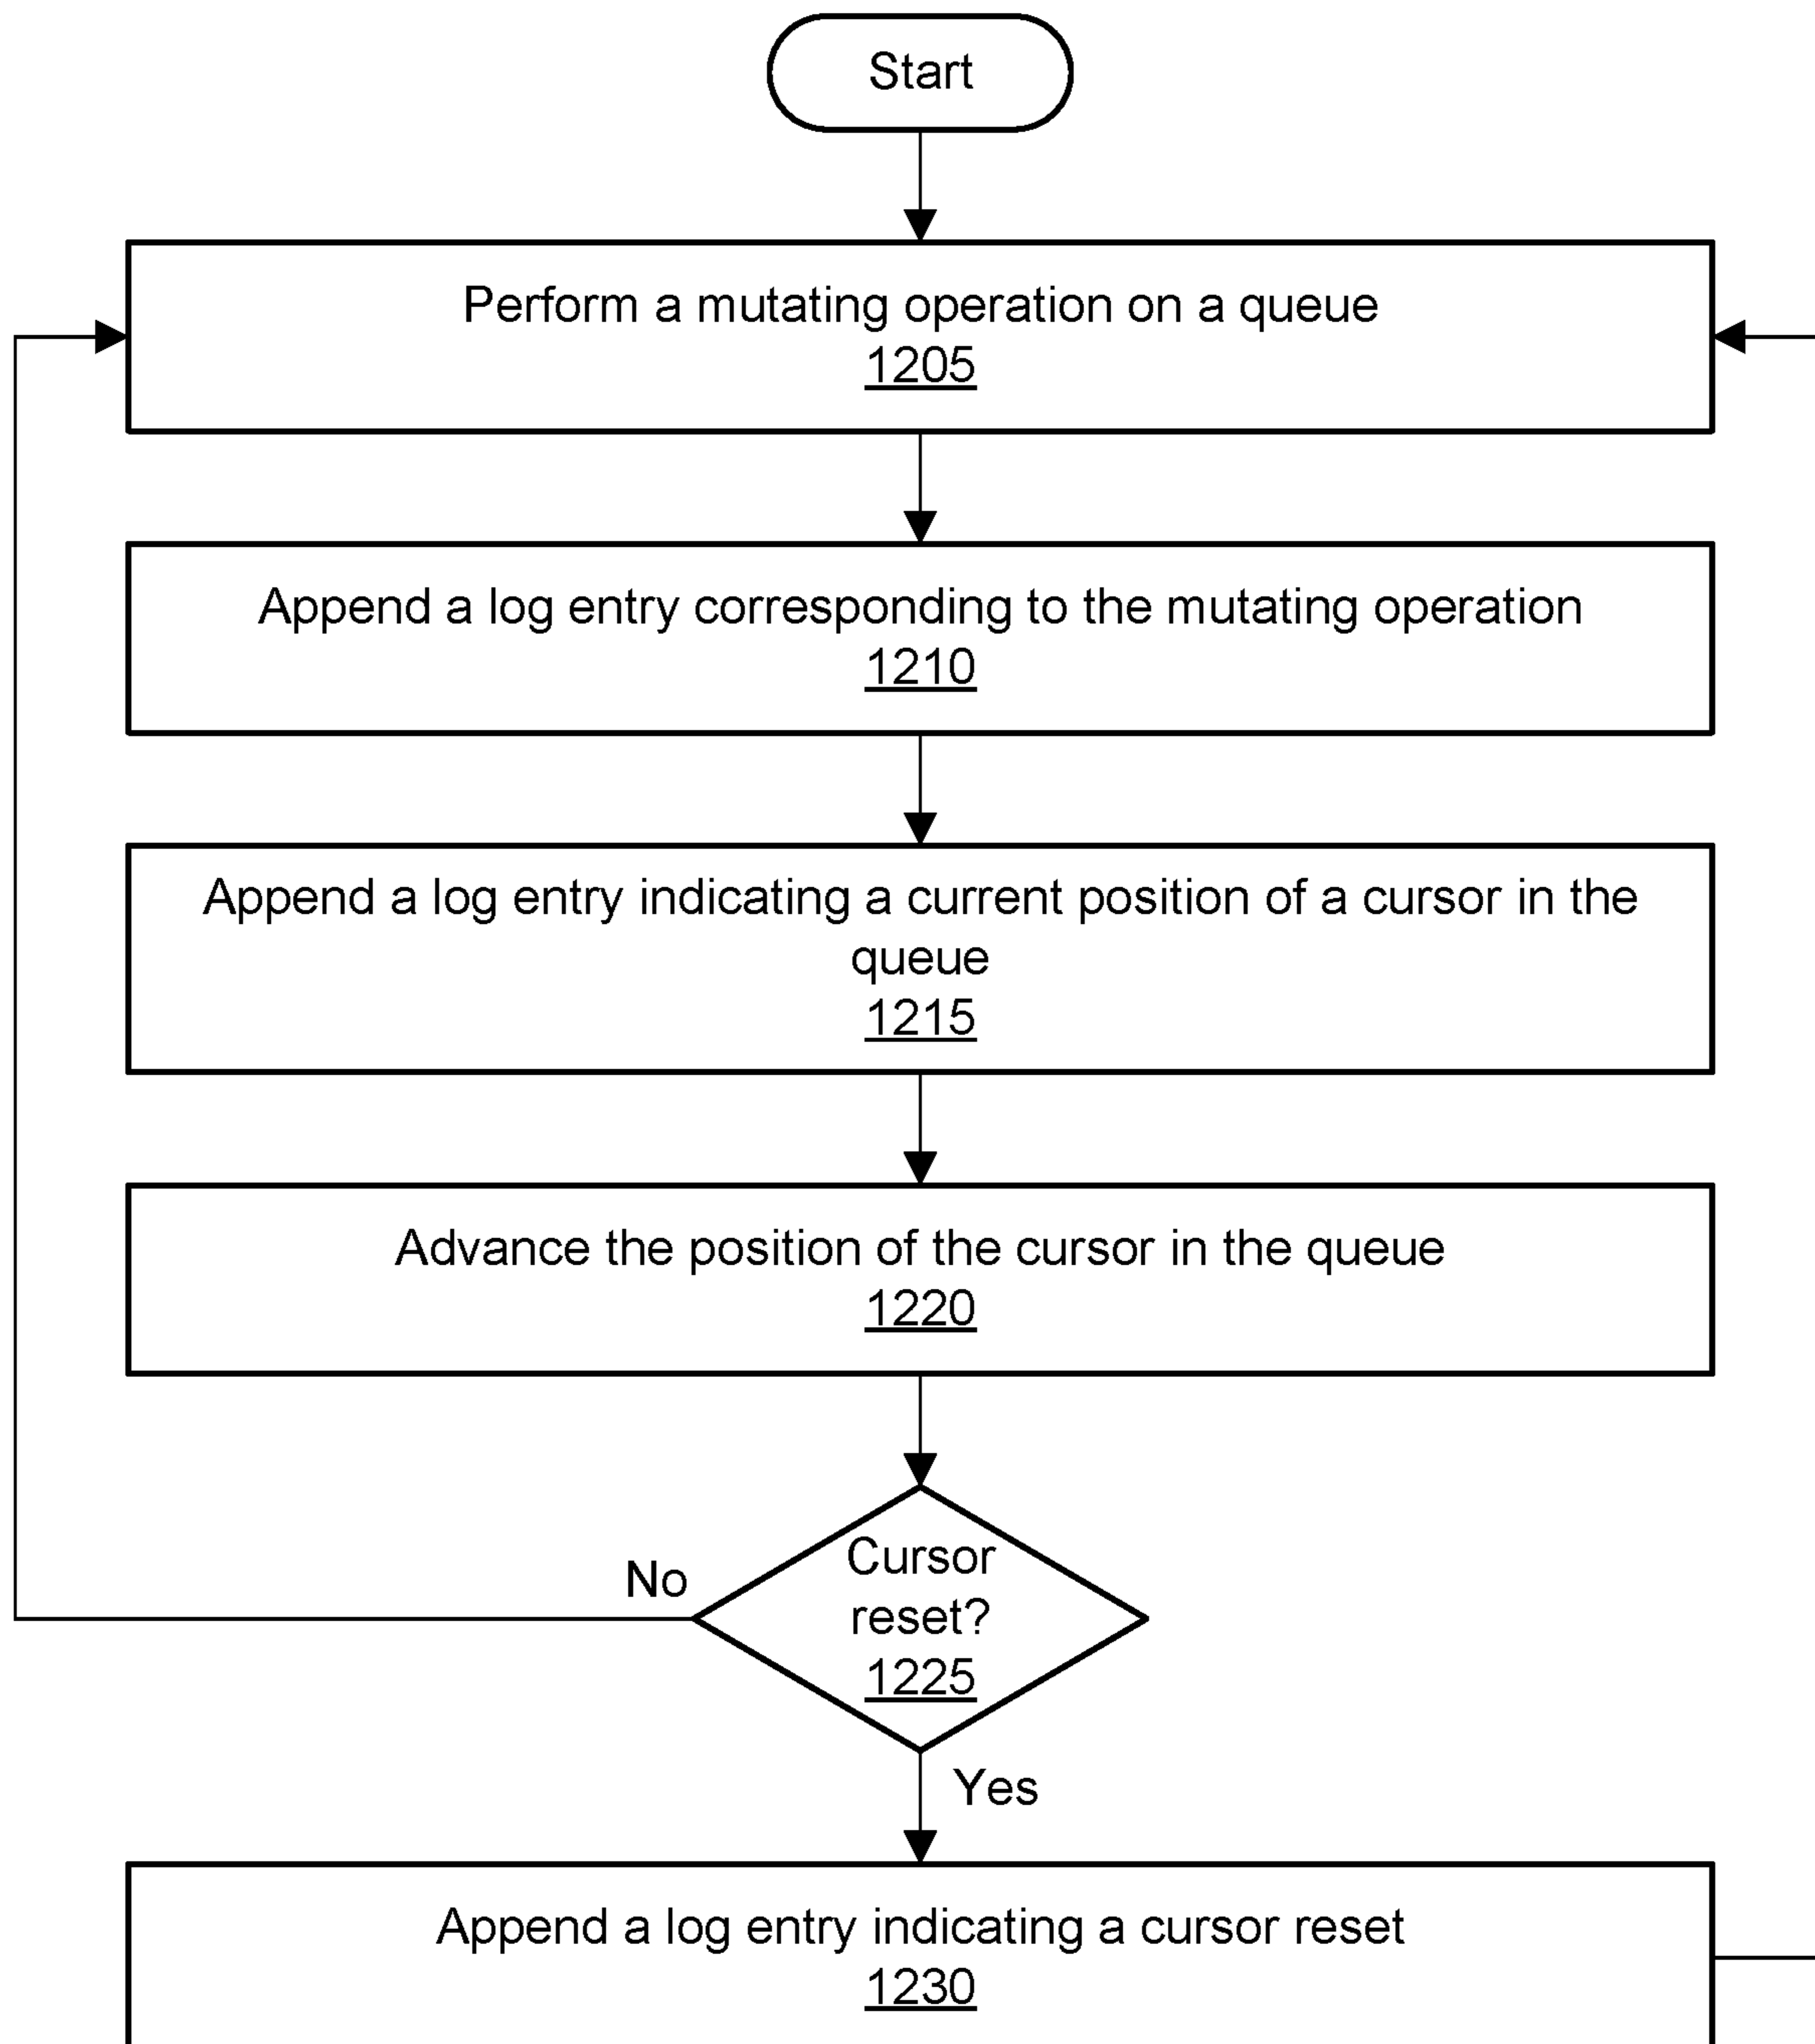 Start
Perform a mutating operation on a queue
1205
Append a log entry corresponding to the mutating operation
1210
Append a log entry indicating a current position of a cursor in the
queue
1215
Advance the position of the cursor in the queue
1220
Cursor
reset?
1225
No
Yes
Append a log entry indicating a cursor reset
1230